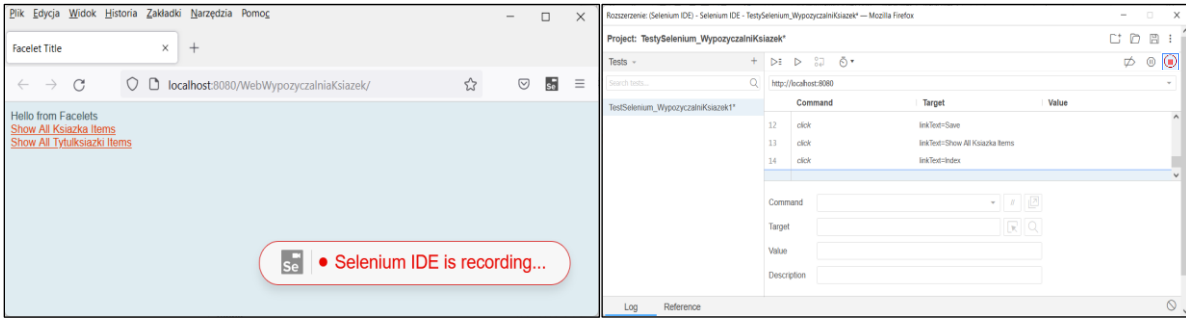 Plik Edycja Widok Historia Zakładki Narzędzia Pomoc
Facelet Title
localhost:8080/WebWypozyczalniaKsiazek/
Se
Hello from Facelets
Show All Ksiazka Items
Show All Tytulksiazki Items
Se Selenium IDE is recording...
Rozszerzenie: (Selenium IDE) - Selenium IDE - TestySelenium_WypozyczalniKsiazek* — Mozilla Firefox
Project: TestySelenium_WypozyczalniKsiazek*
Tests
Search tests...
http://localhost:8080
TestSelenium_WypozyczalniKsiazek1*
Command Target Value
12 click linkText=Save
13 click linkText=Show All Ksiazka Items
14 click linkText=Index
Command //
Target
Value
Description
Log Reference